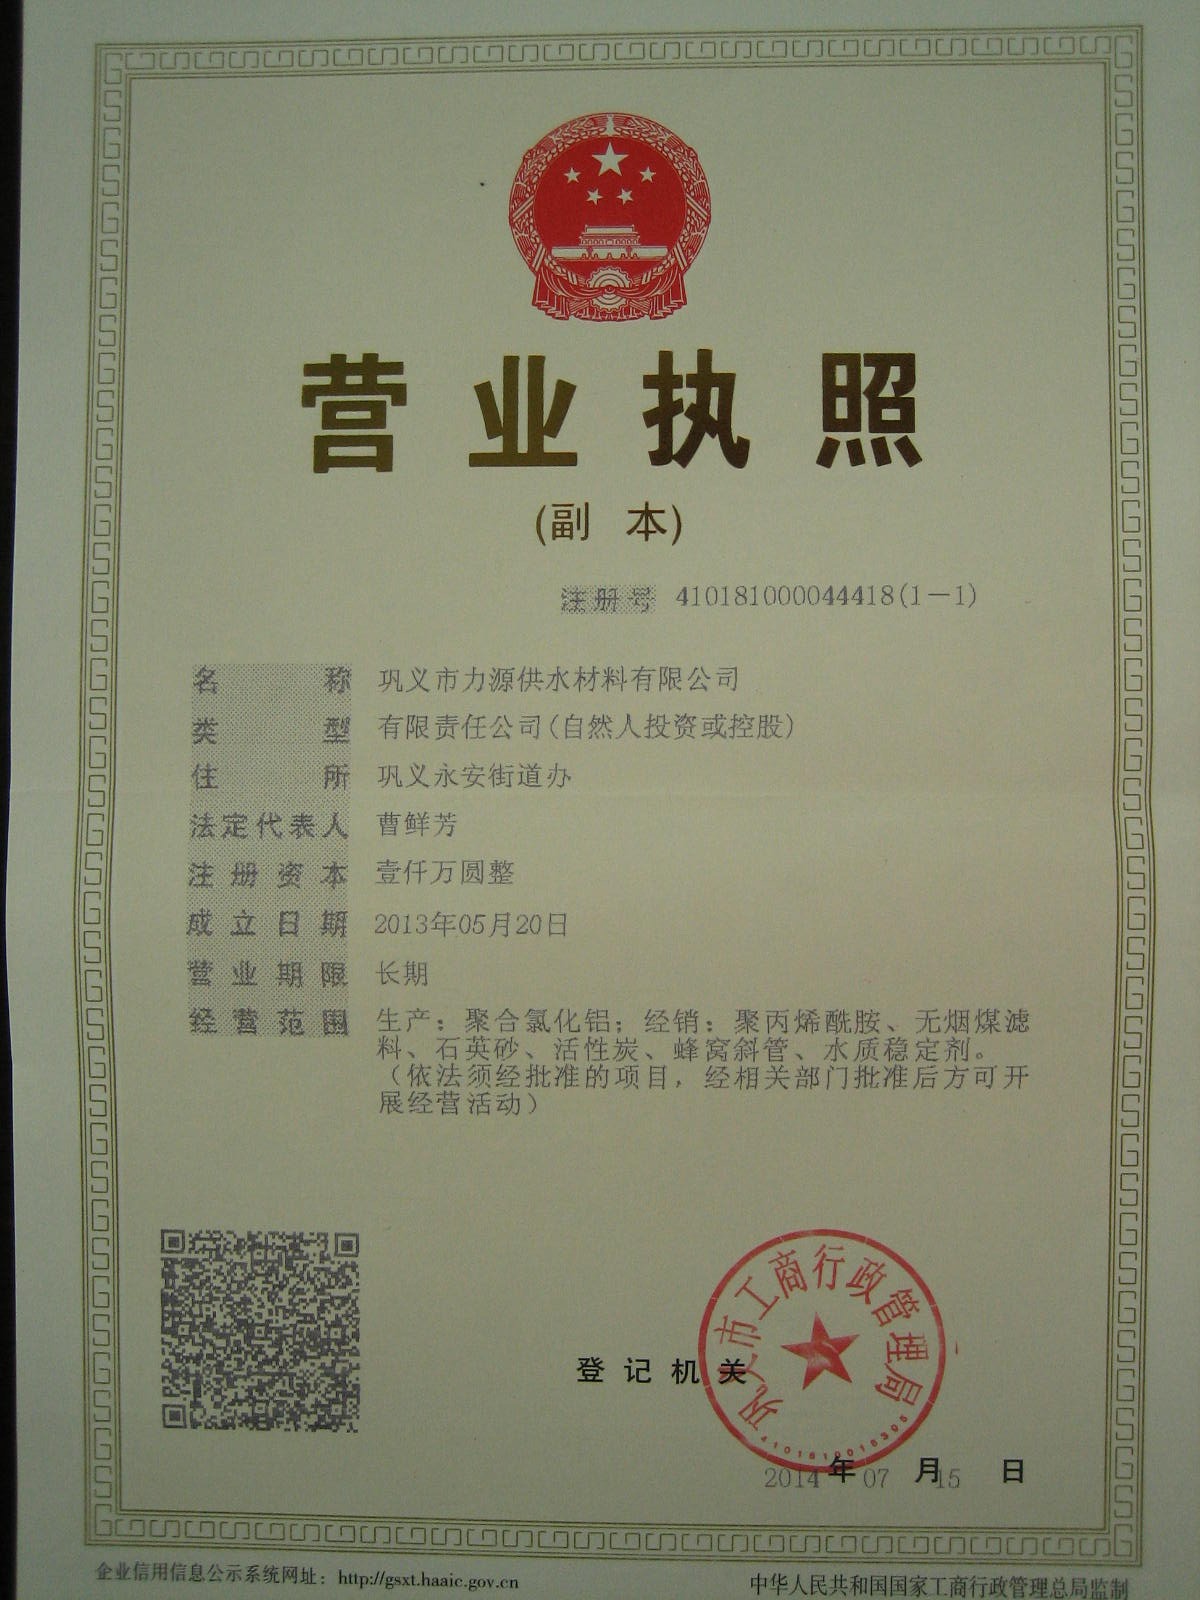 营业执照
(副 本)
注册号 410181000044418(1-1)
名称 巩义市力源供水材料有限公司
类型 有限责任公司(自然人投资或控股)
住所 巩义永安街道办
法定代表人 曹鲜芳
注册资本 壹仟万圆整
成立日期 2013年05月20日
营业期限 长期
经营范围 生产：聚合氯化铝；经销：聚丙烯酰胺、无烟煤滤
料、石英砂、活性炭、蜂窝斜管、水质稳定剂。
（依法须经批准的项目，经相关部门批准后方可开
展经营活动）
巩义市工商行政管理局
登记机关
2014年07月15日
企业信用信息公示系统网址：http://gsxt.haaic.gov.cn
中华人民共和国国家工商行政管理总局监制